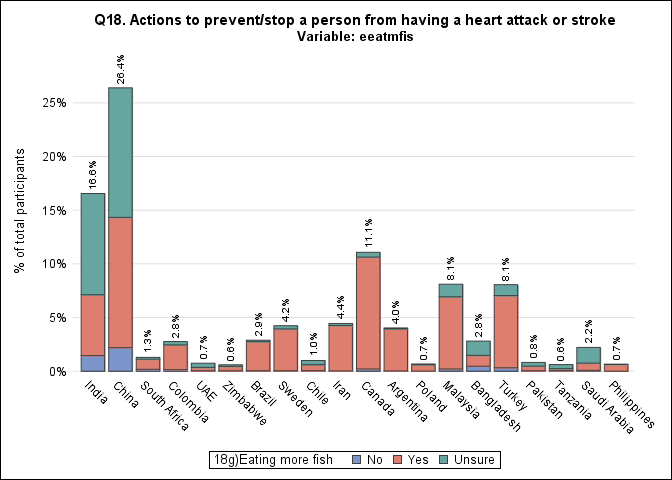 Q18. Actions to prevent/stop a person from having a heart attack or stroke
Variable: eeatmfis
% of total participants
25%
20%
15%
10%
5%
0%
16.6%
26.4%
1.3%
2.8%
0.7%
0.6%
2.9%
4.2%
1.0%
4.4%
11.1%
4.0%
0.7%
8.1%
2.8%
8.1%
0.8%
0.6%
2.2%
0.7%
India
China
South Africa
Colombia
UAE
Zimbabwe
Brazil
Sweden
Chile
Iran
Canada
Argentina
Poland
Malaysia
Bangladesh
Turkey
Pakistan
Tanzania
Saudi Arabia
Philippines
18g)Eating more fish No Yes Unsure